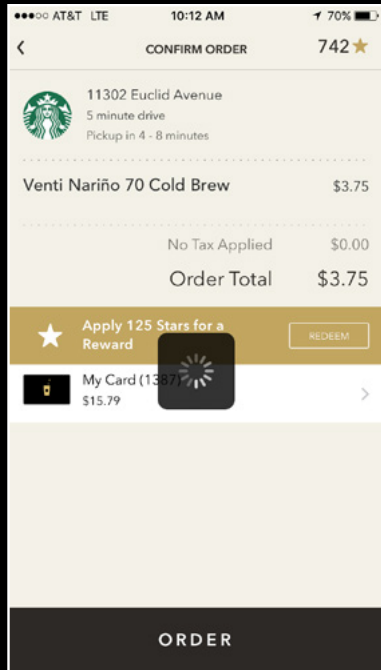 AT&T LTE 10:12 AM 70%
CONFIRM ORDER 742
11302 Euclid Avenue
5 minute drive
Pickup in 4 - 8 minutes
Venti Nariño 70 Cold Brew $3.75
No Tax Applied $0.00
Order Total $3.75
Apply 125 Stars for a
Reward
REDEEM
My Card (1387)
$15.79
ORDER